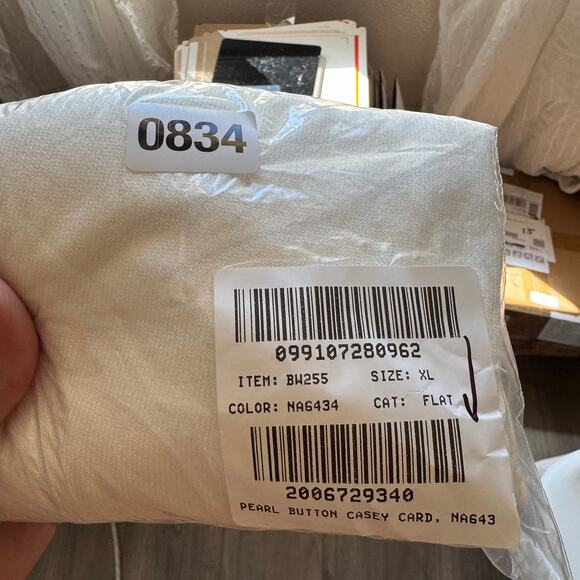 0834
099107280962
ITEM: BW255 SIZE: XL
COLOR: NA6434 CAT: FLAT
2006729340
PEARL BUTTON CASEY CARD, NA643